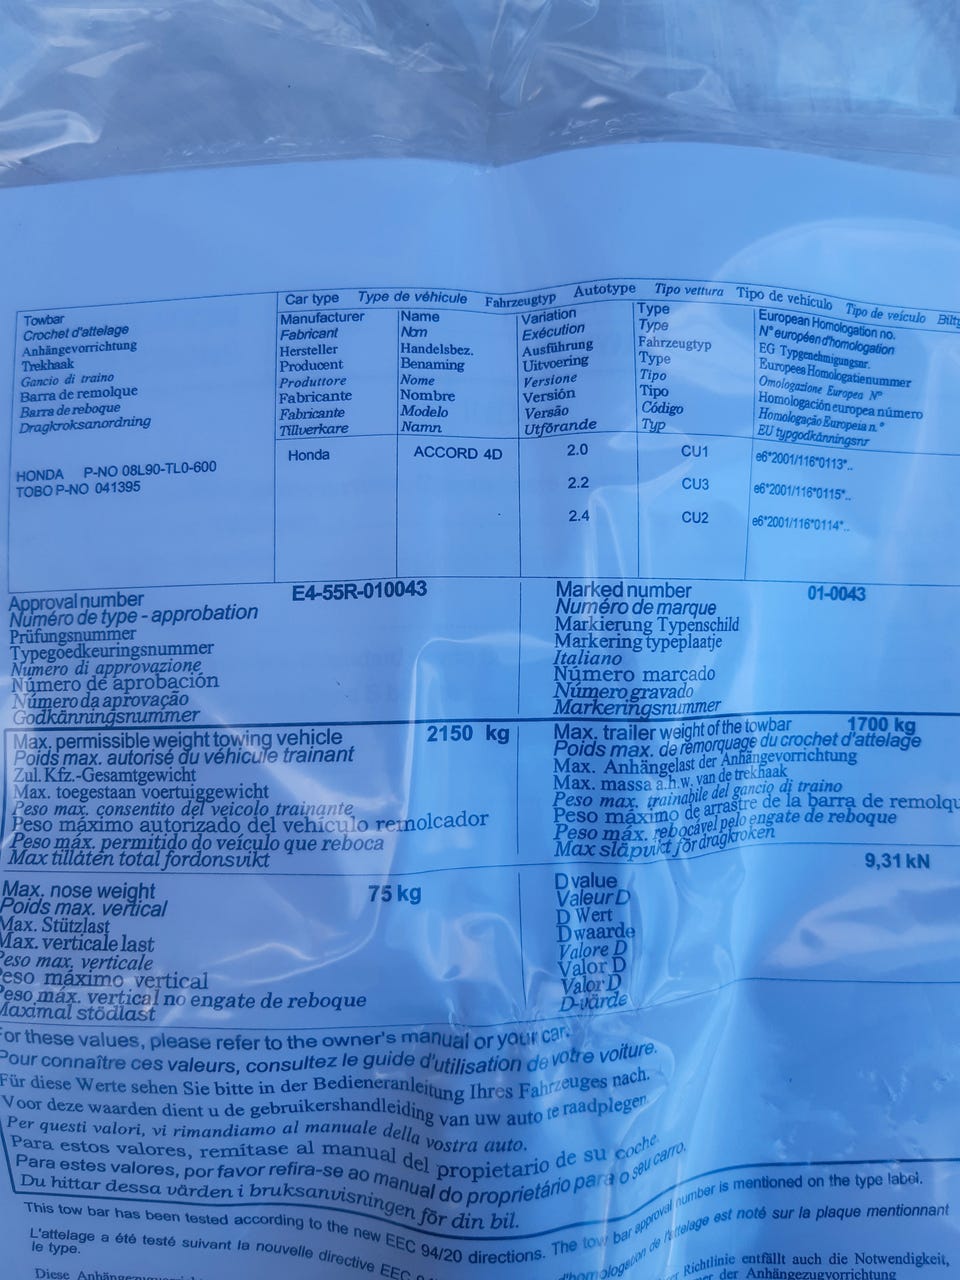 Car type Type de véhicule Fahrzeugtyp Autotype Tipo vettura Tipo de vehiculo Tipo de veículo
Towbar
Crochet d'attelage
Anhängevorrichtung
Trekhaak
Gancio di traino
Barra de remolque
Barra de reboque
Dragkroksanordning
Manufacturer
Fabricant
Hersteller
Producent
Produttore
Fabricante
Fabricante
Tillverkare
Name
Nom
Handelsbez.
Benaming
Nome
Nombre
Modelo
Namn
Variation
Exécution
Ausführung
Uitvoering
Versione
Versión
Versão
Utförande
Type
Type
Fahrzeugtyp
Type
Tipo
Tipo
Código
Typ
European Homologation no.
N° européen d'homologation
EG Typgenehmigungsnr.
Europees Homologatienummer
Omologazione Europea N°
Homologación europea número
Homologação Europeia n.°
EU typgodkänningsnr
HONDA P-NO 08L90-TL0-600
TOBO P-NO 041395
Honda ACCORD 4D 2.0 CU1 e6*2001/116*0113*..
2.2 CU3 e6*2001/116*0115*..
2.4 CU2 e6*2001/116*0114*..
Approval number E4-55R-010043
Numéro de type - approbation
Prüfungsnummer
Typegoedkeuringsnummer
Numero di approvazione
Número de aprobación
Número da aprovação
Godkänningsnummer
Marked number 01-0043
Numéro de marque
Markierung Typenschild
Markering typeplaatje
Italiano
Número marcado
Número gravado
Markeringsnummer
Max. permissible weight towing vehicle 2150 kg
Poids max. autorisé du véhicule trainant
Zul. Kfz.-Gesamtgewicht
Max. toegestaan voertuiggewicht
Peso max. consentito del veicolo trainante
Peso máximo autorizado del vehículo remolcador
Peso máx. permitido do veículo que reboca
Max tillåten total fordonsvikt
Max. trailer weight of the towbar 1700 kg
Poids max. de remorquage du crochet d'attelage
Max. Anhängelast der Anhängevorrichtung
Max. massa a.h.w. van de trekhaak
Peso max. trainabile del gancio di traino
Peso máximo de arrastre de la barra de remolqu
Peso máx. rebocável pelo engate de reboque
Max släpvikt för dragkroken
Max. nose weight 75 kg
Poids max. vertical
Max. Stützlast
Max. verticale last
Peso max. verticale
Peso máximo vertical
Peso máx. vertical no engate de reboque
Maximal stödlast
9,31 kN
D value
Valeur D
D Wert
D waarde
Valore D
Valor D
Valor D
D-värde
For these values, please refer to the owner's manual or your car.
Pour connaître ces valeurs, consultez le guide d'utilisation de votre voiture.
Für diese Werte sehen Sie bitte in der Bedieneranleitung Ihres Fahrzeuges nach.
Voor deze waarden dient u de gebruikershandleiding van uw auto te raadplegen.
Per questi valori, vi rimandiamo al manuale della vostra auto.
Para estos valores, remítase al manual del propietario de su coche.
Para estes valores, por favor refira-se ao manual do proprietário para o seu carro.
Du hittar dessa värden i bruksanvisningen för din bil.
This tow bar has been tested according to the new EEC 94/20 directions. The tow bar approval number is mentioned on the type label.
L'attelage a été testé suivant la nouvelle directive EEC d'homologation de l'attelage est noté sur la plaque mentionnant
le type.
Diese Richtlinie entfällt auch die Notwendigkeit,
der Anhängezugvorrichtung